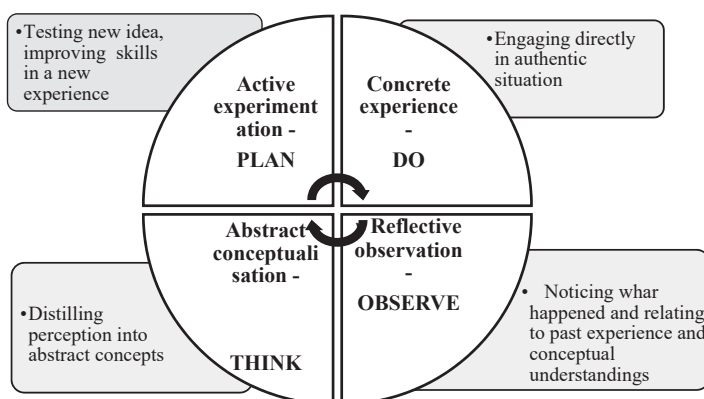 •Testing new idea,
improving skills
in a new
experience
Active
experiment
ation -
PLAN
Concrete
experience
-
DO
•Engaging directly
in authentic
situation
•Distilling
perception into
abstract concepts
Abstract
conceptuali
sation -
THINK
Reflective
observation
-
OBSERVE
• Noticing whar
happened and relating
to past experience and
conceptual
understandings